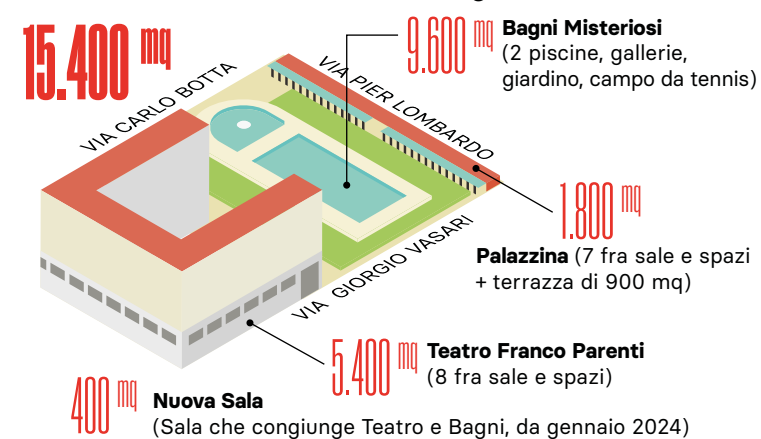 15.400 mq
VIA CARLO BOTTA
VIA PIER LOMBARDO
9.600 mq
Bagni Misteriosi
(2 piscine, gallerie,
giardino, campo da tennis)
1.800 mq
Palazzina (7 fra sale e spazi
+ terrazza di 900 mq)
VIA GIORGIO VASARI
5.400 mq
Teatro Franco Parenti
(8 fra sale e spazi)
400 mq
Nuova Sala
(Sala che congiunge Teatro e Bagni, da gennaio 2024)